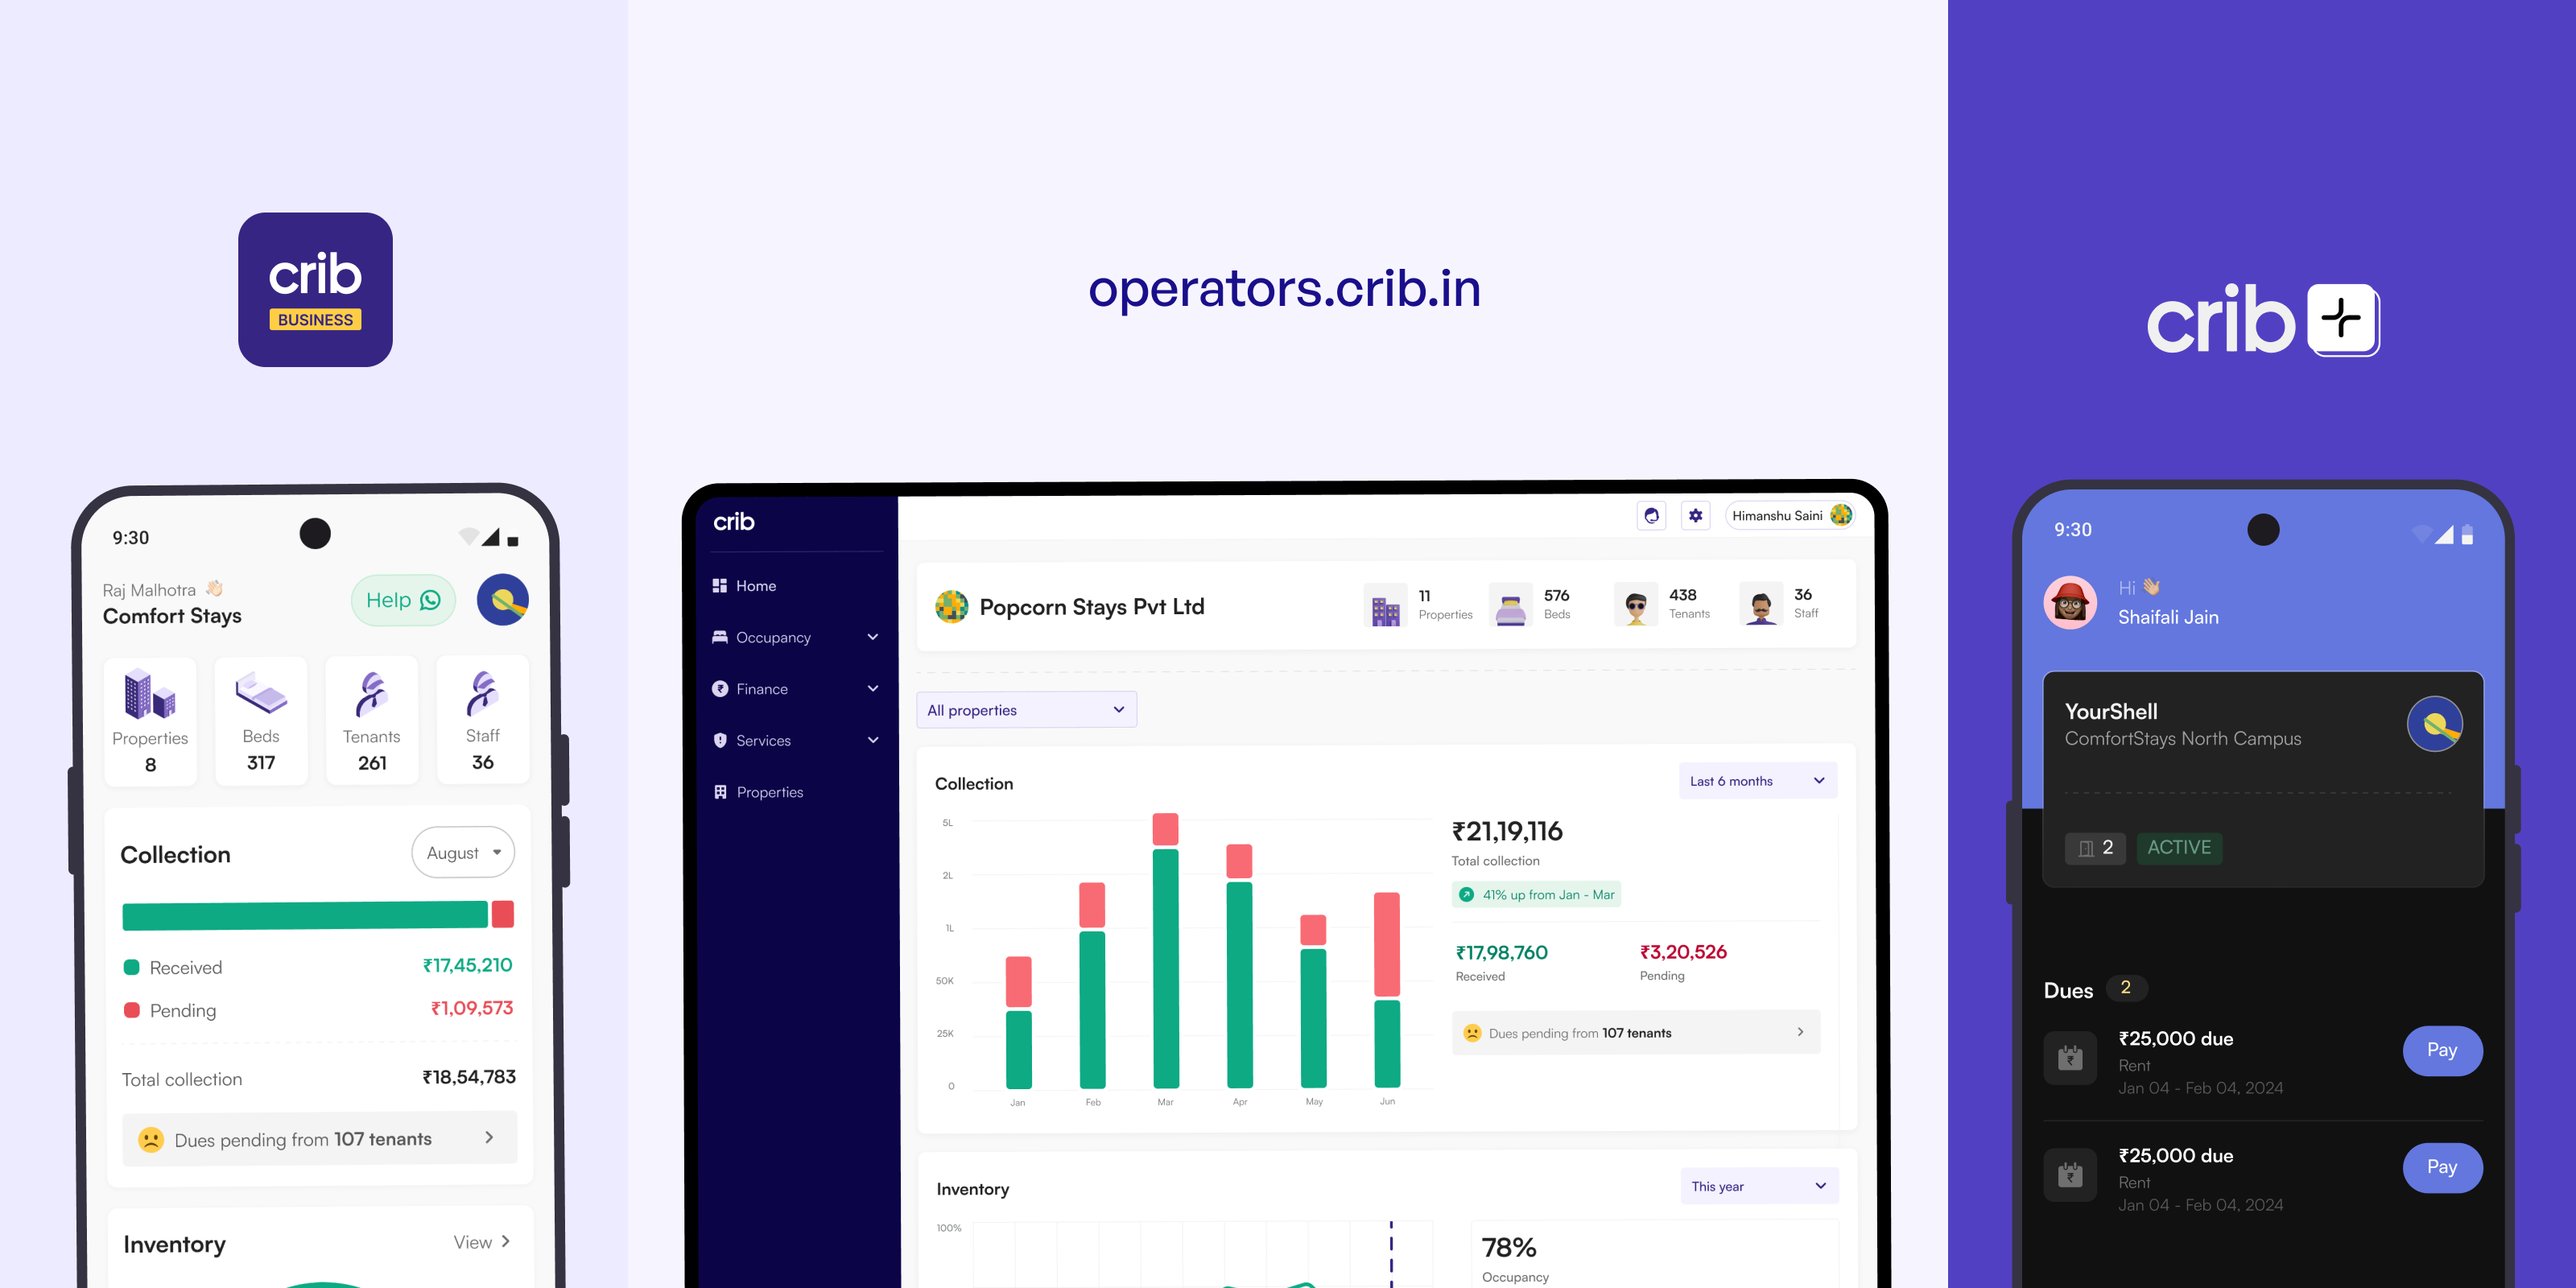 crib
BUSINESS
9:30
Raj Malhotra
Comfort Stays
Help
Properties
8
Beds
317
Tenants
261
Staff
36
Collection
August
Received
₹17,45,210
Pending
₹1,09,573
Total collection
₹18,54,783
Dues pending from 107 tenants
Inventory
View
operators.crib.in
crib
Home
Occupancy
Finance
Services
Properties
Himanshu Saini
Popcorn Stays Pvt Ltd
11
Properties
576
Beds
438
Tenants
36
Staff
All properties
Collection
Last 6 months
5L
2L
1L
50K
25K
0
Jan
Feb
Mar
Apr
May
Jun
₹21,19,116
Total collection
41% up from Jan - Mar
₹17,98,760
Received
₹3,20,526
Pending
Dues pending from 107 tenants
Inventory
This year
100%
78%
Occupancy
crib
9:30
Hi
Shaifali Jain
YourShell
ComfortStays North Campus
2
ACTIVE
Dues 2
₹25,000 due
Rent
Jan 04 - Feb 04, 2024
Pay
₹25,000 due
Rent
Jan 04 - Feb 04, 2024
Pay